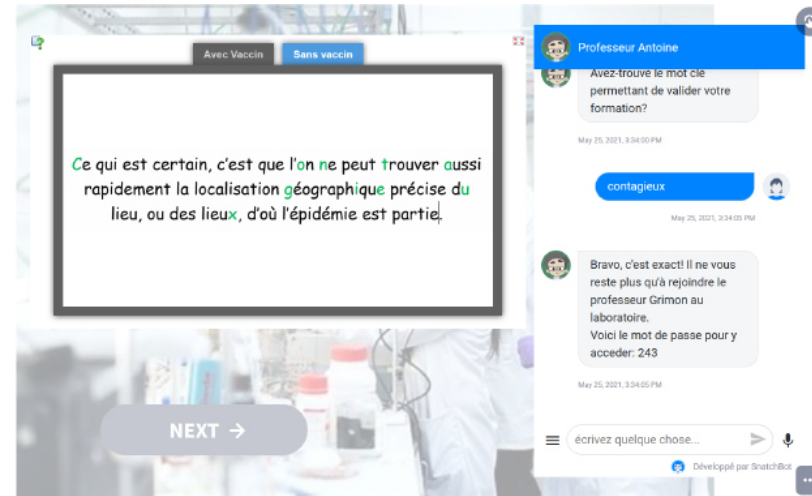 Avec Vaccin
Sans vaccin
Ce qui est certain, c'est que l'on ne peut trouver aussi
rapidement la localisation géographique précise du
lieu, ou des lieux, d'où l'épidémie est partie.
NEXT →
Professeur Antoine
Avez-trouvé le mot clé
permettant de valider votre
formation?
May 25, 2021, 3:34:00 PM
contagieux
May 25, 2021, 3:34:05 PM
Bravo, c'est exact! Il ne vous
reste plus qu'à rejoindre le
professeur Grimon au
laboratoire.
Voici le mot de passe pour y
acceder: 243
May 25, 2021, 3:34:05 PM
écrivez quelque chose...
Développé par SnatchBot